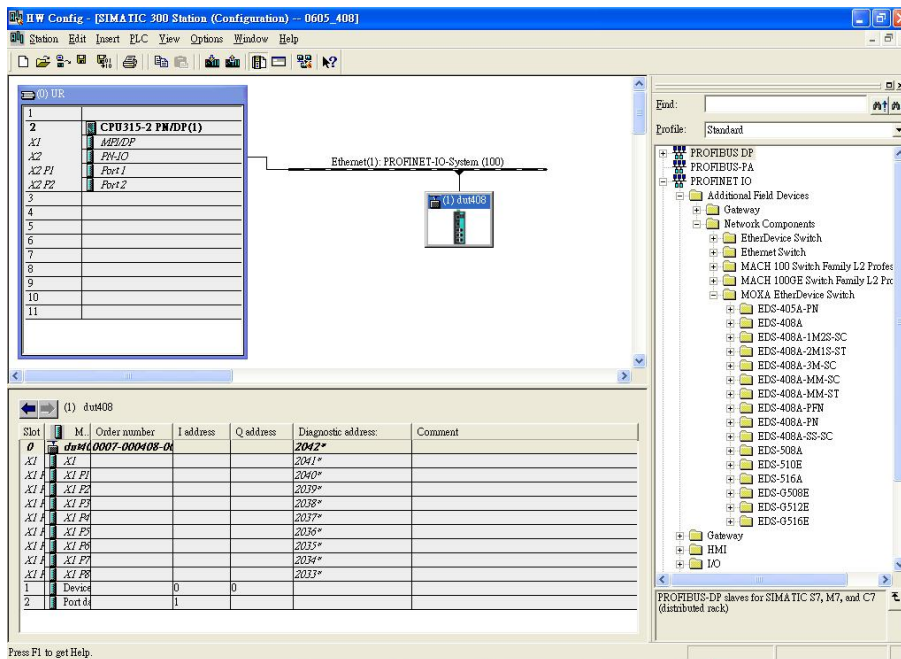 HW Config - [SIMATIC 300 Station (Configuration) -- 0605_408]
Station Edit Insert PLC View Options Window Help
(0) UR
1
2 CPU315-2 PN/DP(1)
X1 MPI/DP
X2 PN-IO
X2 P1 Port 1
X2 P2 Port 2
3
4
5
6
7
8
9
10
11
Ethernet(1): PROFINET-IO-System (100)
(1) dut408
Find:
Profile: Standard
PROFIBUS DP
PROFIBUS-PA
PROFINET IO
Additional Field Devices
Gateway
Network Components
EtherDevice Switch
Ethernet Switch
MACH 100 Switch Family L2 Profes
MACH 100GE Switch Family L2 Prc
MOXA EtherDevice Switch
EDS-405A-PN
EDS-408A
EDS-408A-1M2S-SC
EDS-408A-2M1S-ST
EDS-408A-3M-SC
EDS-408A-MM-SC
EDS-408A-MM-ST
EDS-408A-PFN
EDS-408A-PN
EDS-408A-SS-SC
EDS-508A
EDS-510E
EDS-516A
EDS-G508E
EDS-G512E
EDS-G516E
Gateway
HMI
I/O
PROFIBUS-DP slaves for SIMATIC S7, M7, and C7
(distributed rack)
(1) dut408
Slot M.. Order number I address Q address Diagnostic address: Comment
0 dut40 0007-000408-00 2042*
X1 X1 2041*
X1 P X1 P1 2040*
X1 P X1 P2 2039*
X1 P X1 P3 2038*
X1 P X1 P4 2037*
X1 P X1 P5 2036*
X1 P X1 P6 2035*
X1 P X1 P7 2034*
X1 P X1 P8 2033*
1 Device 0 0
2 Port da 1
Press F1 to get Help.